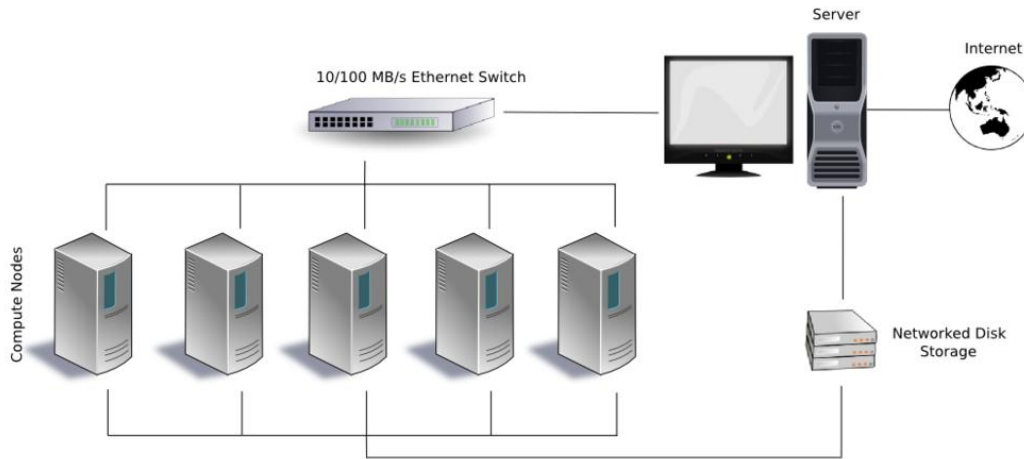 Server
Internet
10/100 MB/s Ethernet Switch
Compute Nodes
Networked Disk
Storage